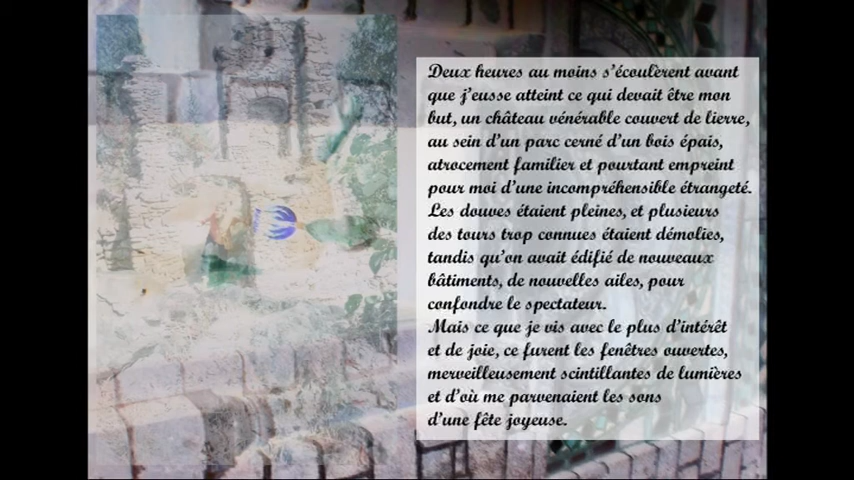 Deux heures au moins s'écoulèrent avant
que j'eusse atteint ce qui devait être mon
but, un château vénérable couvert de lierre,
au sein d'un parc cerné d'un bois épais,
atrocement familier et pourtant empreint
pour moi d'une incompréhensible étrangeté.
Les douves étaient pleines, et plusieurs
des tours trop connues étaient démolies,
tandis qu'on avait édifié de nouveaux
bâtiments, de nouvelles ailes, pour
confondre le spectateur.
Mais ce que je vis avec le plus d'intérêt
et de joie, ce furent les fenêtres ouvertes,
merveilleusement scintillantes de lumières
et d'où me parvenaient les sons
d'une fête joyeuse.